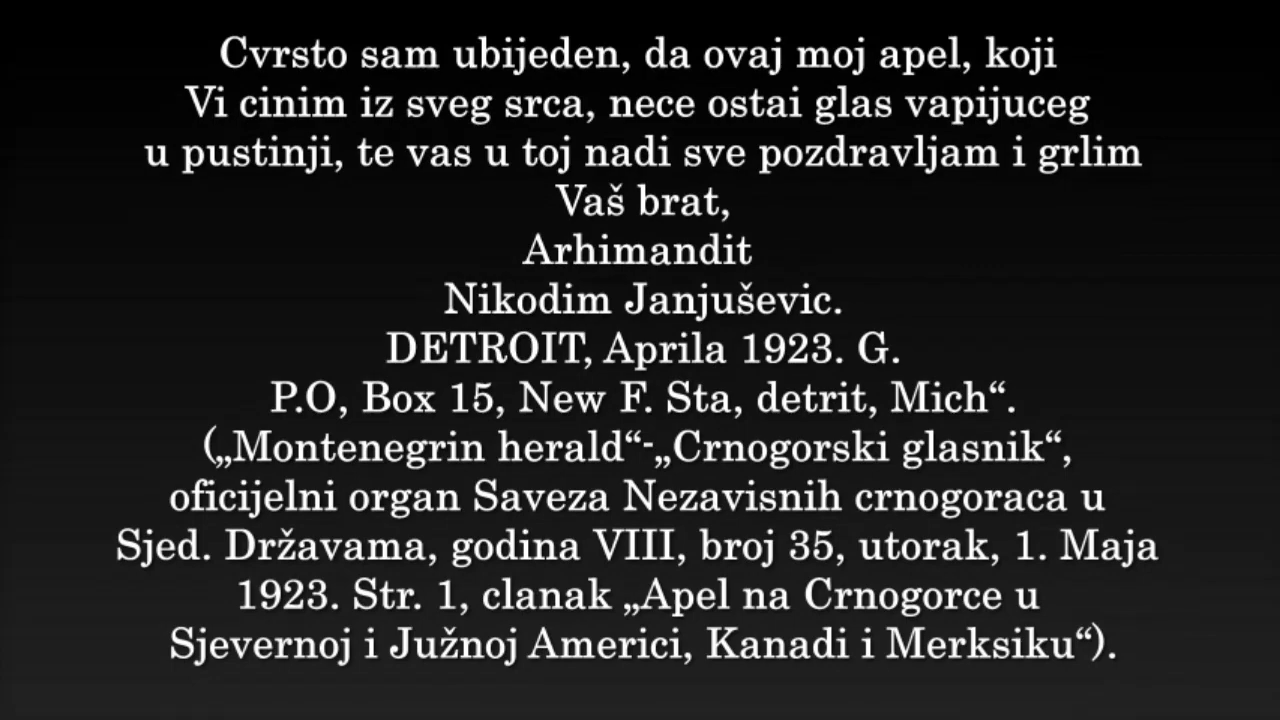 Cvrsto sam ubijeden, da ovaj moj apel, koji
Vi cinim iz sveg srca, nece ostai glas vapijuceg
u pustinji, te vas u toj nadi sve pozdravljam i grlim
Vaš brat,
Arhimandit
Nikodim Janjuševic.
DETROIT, Aprila 1923. G.
P.O, Box 15, New F. Sta, detrit, Mich“.
(„Montenegrin herald“-„Crnogorski glasnik“,
oficijelni organ Saveza Nezavisnih crnogoraca u
Sjed. Državama, godina VIII, broj 35, utorak, 1. Maja
1923. Str. 1, clanak „Apel na Crnogorce u
Sjevernoj i Južnoj Americi, Kanadi i Merksiku“).